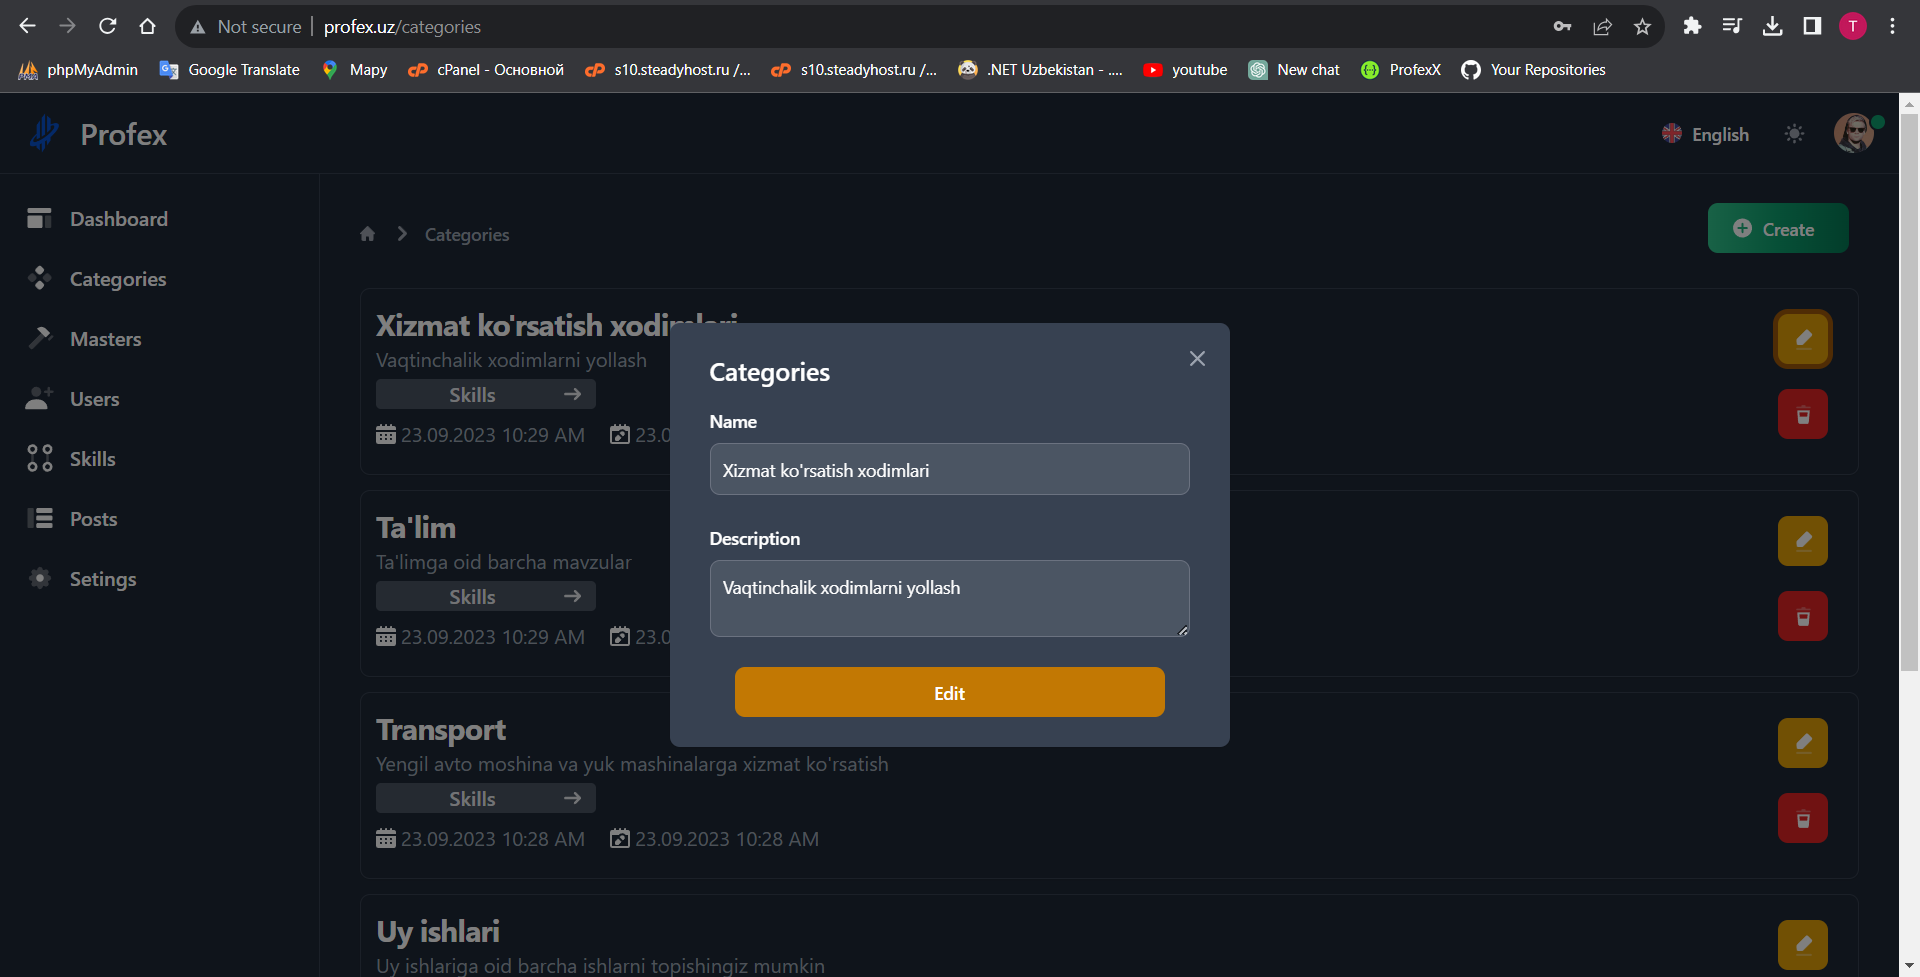 Not secure profex.uz/categories T
phpMyAdmin Google Translate Mapy cPanel - Основной s10.steadyhost.ru /... s10.steadyhost.ru /... .NET Uzbekistan - .... youtube New chat ProfexX Your Repositories
Profex
English
Dashboard
Categories
Masters
Users
Skills
Posts
Setings
Categories
Create
Xizmat ko'rsatish xodimlari
Vaqtinchalik xodimlarni yollash
Skills
23.09.2023 10:29 AM 23.0
Ta'lim
Ta'limga oid barcha mavzular
Skills
23.09.2023 10:29 AM 23.0
Transport
Yengil avto moshina va yuk mashinalarga xizmat ko'rsatish
Skills
23.09.2023 10:28 AM 23.09.2023 10:28 AM
Uy ishlari
Uy ishlariga oid barcha ishlarni topishingiz mumkin
Categories
Name
Xizmat ko'rsatish xodimlari
Description
Vaqtinchalik xodimlarni yollash
Edit